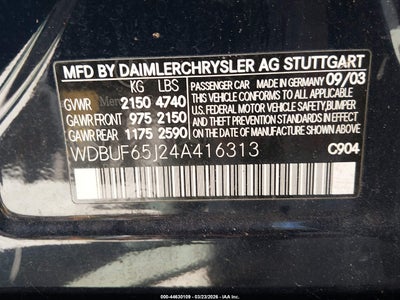 MFD BY DAIMLERCHRYSLER AG STUTTGART
KG LBS
GVWR 2150 4740
GAWR FRONT 975 2150
GAWR REAR 1175 2590
PASSENGER CAR / MADE IN GERMANY 09/03
THIS VEHICLE CONFORMS TO ALL APPLICABLE
U.S. FEDERAL MOTOR VEHICLE SAFETY, BUMPER
AND THEFT PREVENTION STANDARDS IN EFFECT
ON THE DATE OF MANUFACTURE SHOWN ABOVE.
WDBUF65J24A416313
C904
000-44630109 - 03/23/2026 - IAA Inc.